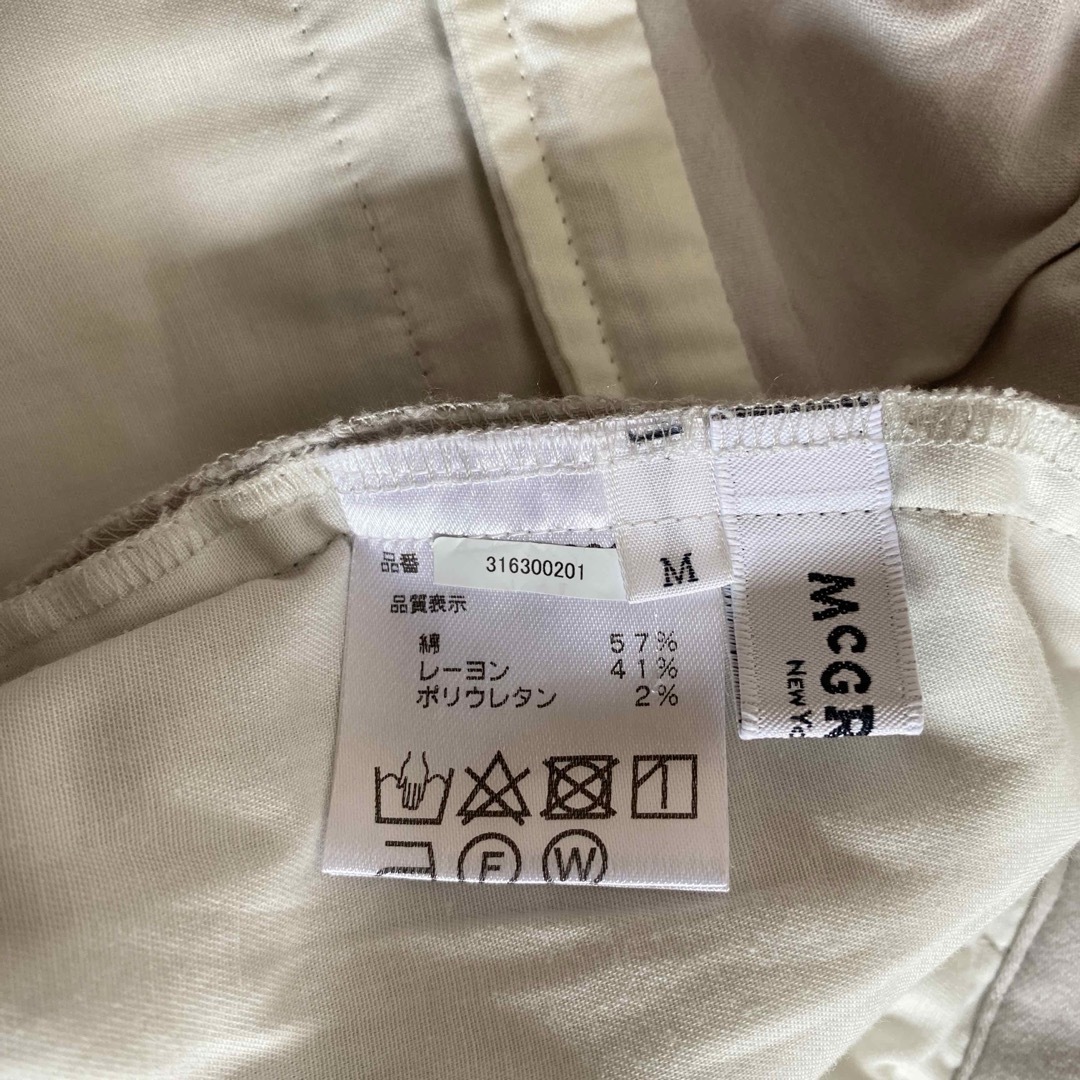 品番 316300201
M
品質表示
綿 57%
レーヨン 41%
ポリウレタン 2%
F W
MCGR
NEW YO